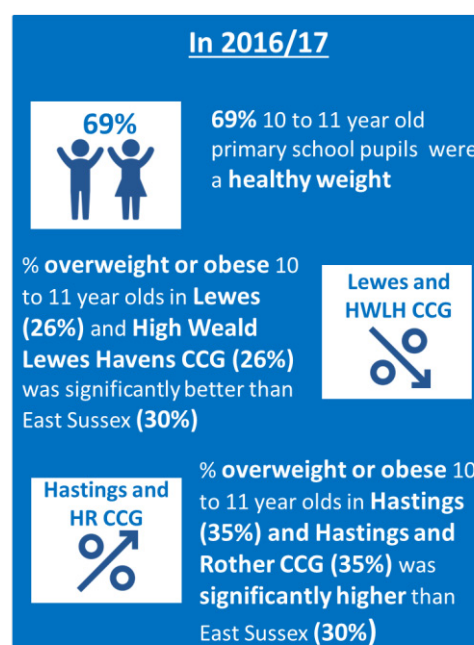 In 2016/17
69%
69% 10 to 11 year old
primary school pupils were
a healthy weight
% overweight or obese 10
to 11 year olds in Lewes
(26%) and High Weald
Lewes Havens CCG (26%)
was significantly better than
East Sussex (30%)
Lewes and
HWLH CCG
%
Hastings and
HR CCG
%
% overweight or obese 10
to 11 year olds in Hastings
(35%) and Hastings and
Rother CCG (35%) was
significantly higher than
East Sussex (30%)